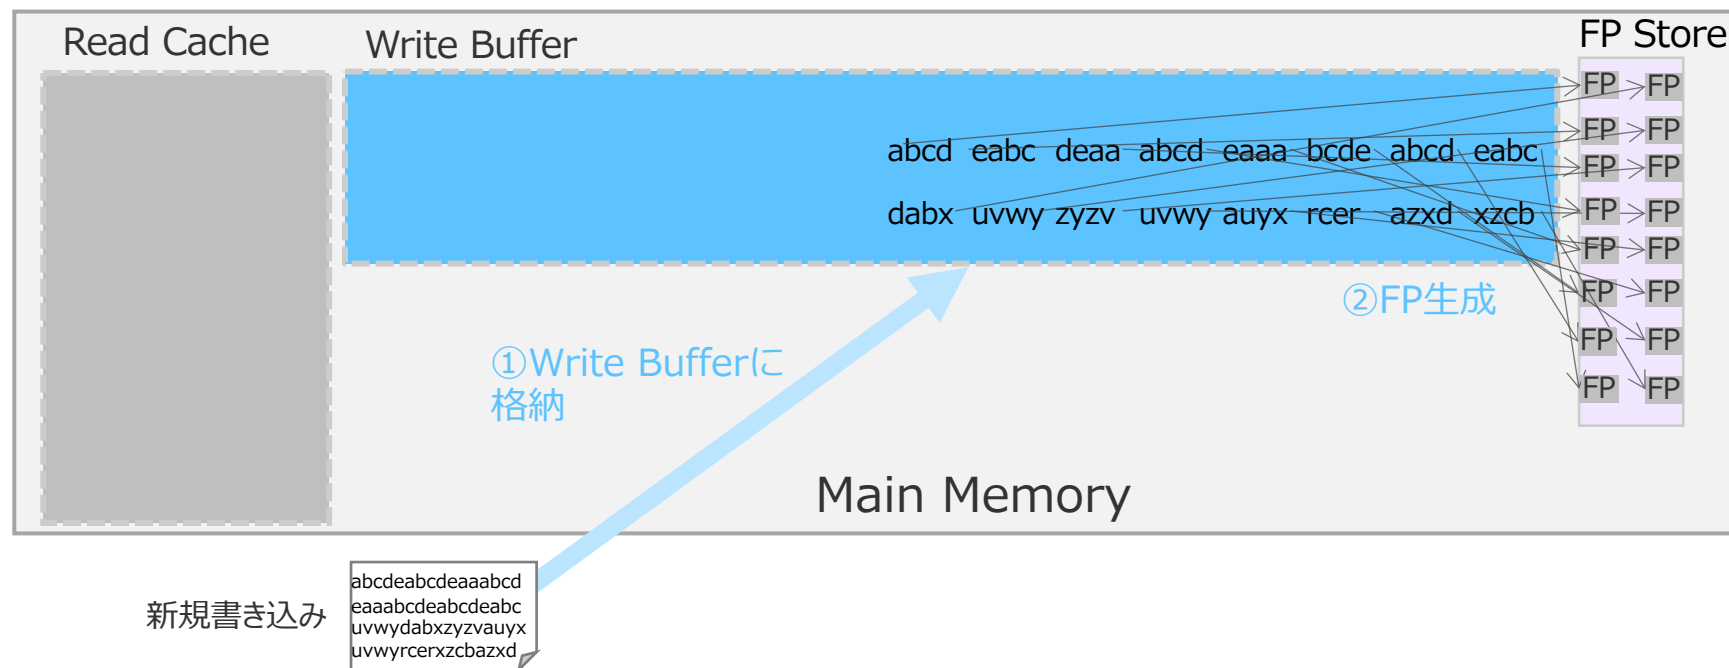 Read Cache
Write Buffer
FP Store
FP FP
FP FP
abcd eabc deaa abcd eaaa bcde abcd eabc
FP FP
dabx uvwy zyzv uvwy auyx rcer azxd xzcb
FP FP
FP FP
②FP生成
FP FP
FP FP
①Write Bufferに
格納
FP FP
Main Memory
新規書き込み
abcdeabcdeaaabcd
eaaabcdeabcdeabc
uvwydabxzyzvauyx
uvwyrcerxzcbazxd